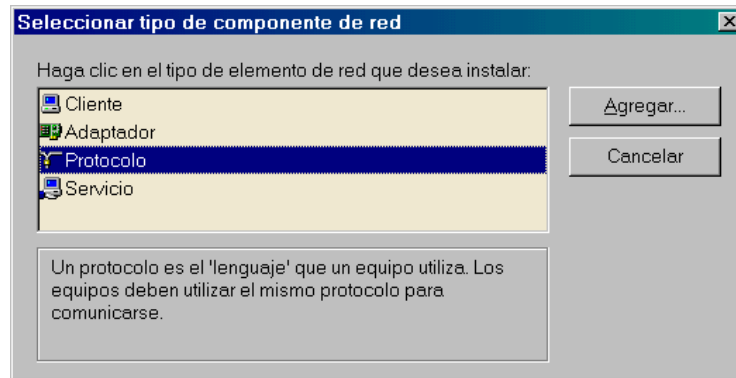 Seleccionar tipo de componente de red
Haga clic en el tipo de elemento de red que desea instalar:
Cliente
Adaptador
Protocolo
Servicio
Agregar...
Cancelar
Un protocolo es el 'lenguaje' que un equipo utiliza. Los
equipos deben utilizar el mismo protocolo para
comunicarse.